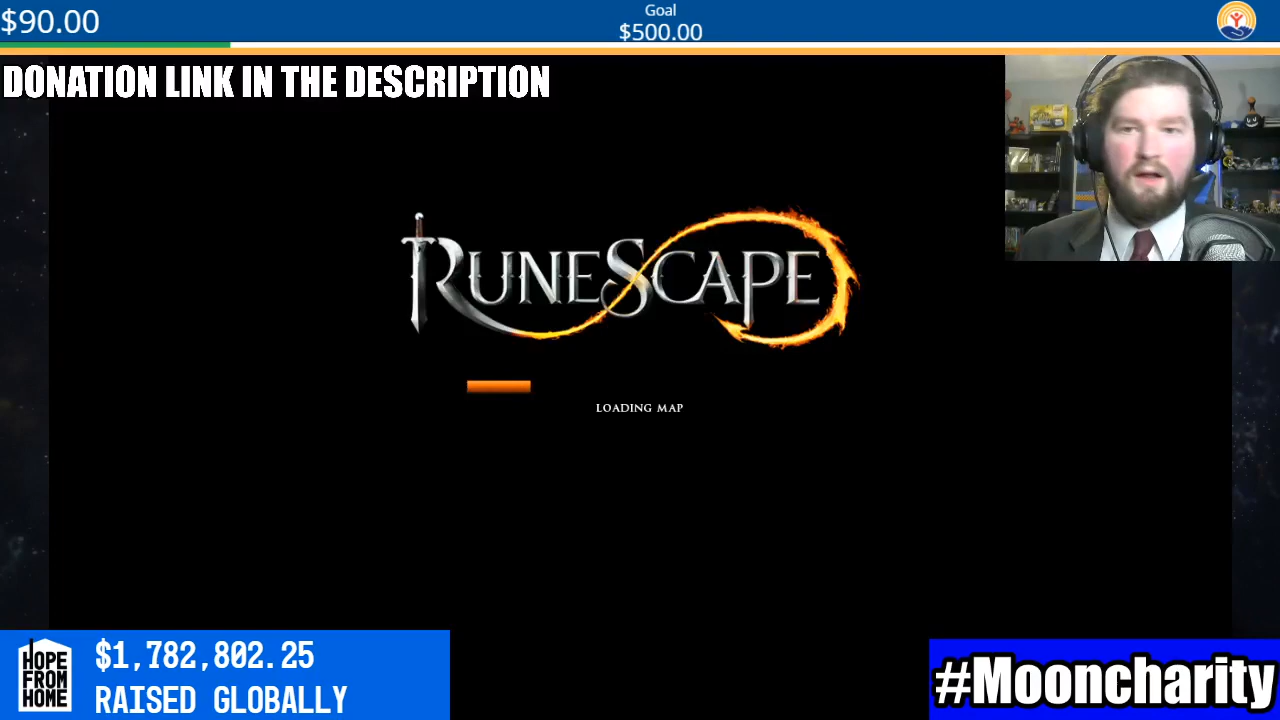 $90.00
Goal
$500.00
DONATION LINK IN THE DESCRIPTION
RUNESCAPE
LOADING MAP
HOPE
FROM
HOME
$1,782,802.25
RAISED GLOBALLY
#Mooncharity